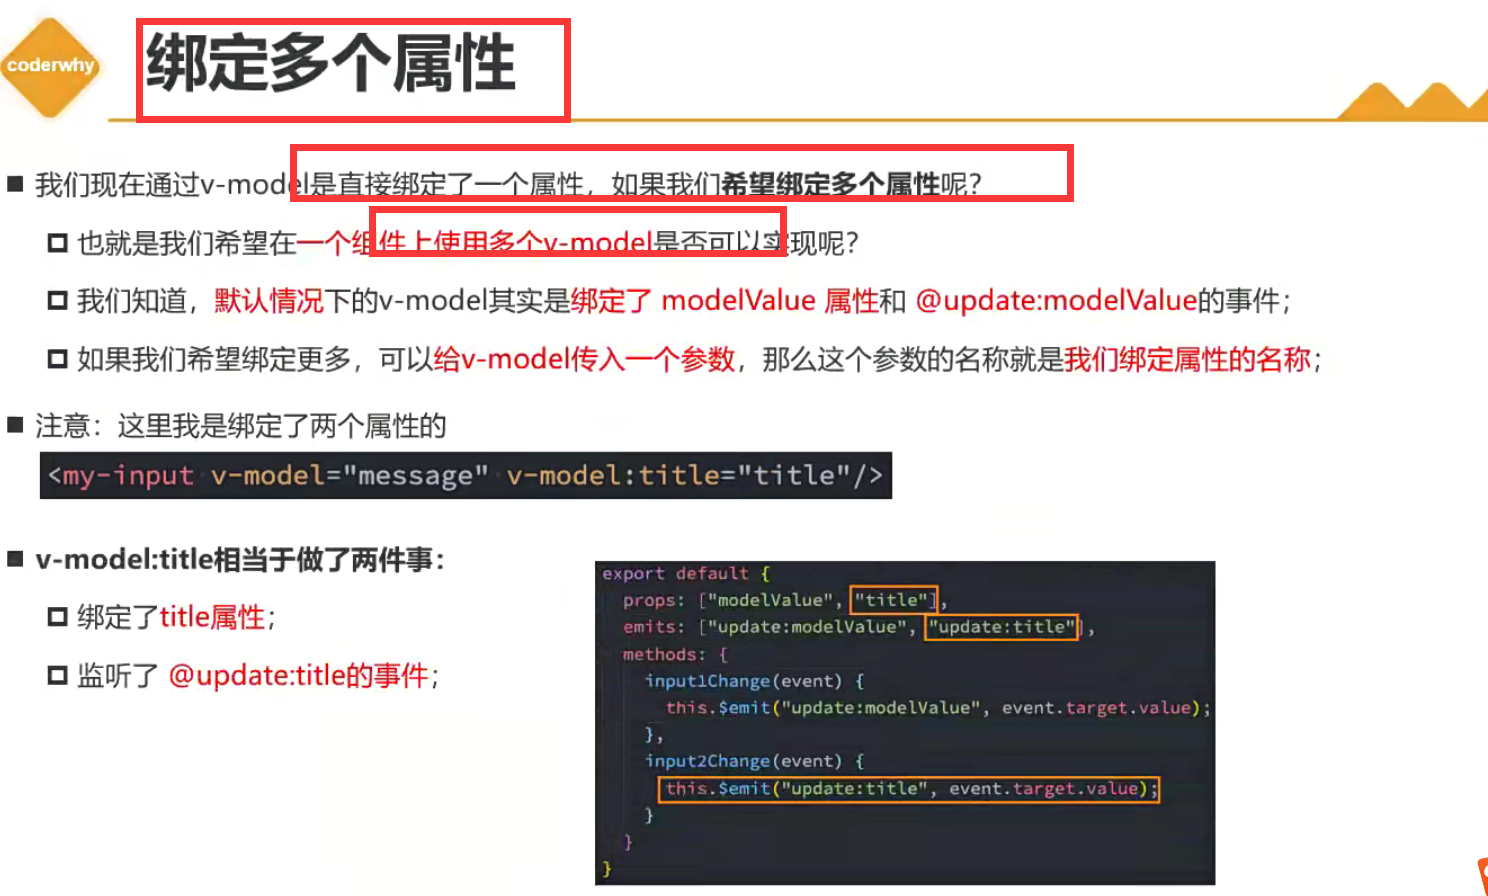 coderwhy
绑定多个属性
我们现在通过v-model是直接绑定了一个属性，如果我们希望绑定多个属性呢？
也就是我们希望在一个组件上使用多个v-model是否可以实现呢？
我们知道，默认情况下的v-model其实是绑定了 modelValue 属性和 @update:modelValue的事件；
如果我们希望绑定更多，可以给v-model传入一个参数，那么这个参数的名称就是我们绑定属性的名称；
注意：这里我是绑定了两个属性的
<my-input v-model="message" v-model:title="title"/>
v-model:title相当于做了两件事：
绑定了title属性；
监听了 @update:title的事件；
export default {
props: ["modelValue", "title"],
emits: ["update:modelValue", "update:title"],
methods: {
input1Change(event) {
this.$emit("update:modelValue", event.target.value);
},
input2Change(event) {
this.$emit("update:title", event.target.value);
}
}
}